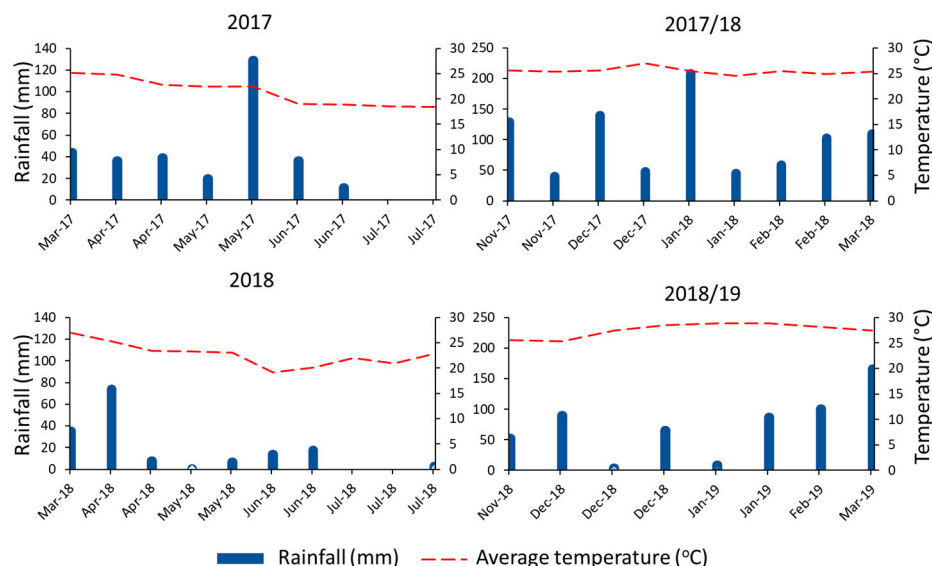 2017
2017/18
Rainfall (mm)
140
120
100
80
60
40
20
0
30
25
20
15
10
5
0
Mar-17
Apr-17
Apr-17
May-17
May-17
Jun-17
Jun-17
Jul-17
Jul-17
250
200
150
100
50
0
30
25
20
15
10
5
0
Temperature (°C)
Nov-17
Nov-17
Dec-17
Dec-17
Jan-18
Jan-18
Feb-18
Feb-18
Mar-18
2018
2018/19
Rainfall (mm)
140
120
100
80
60
40
20
0
30
25
20
15
10
5
0
Mar-18
Apr-18
Apr-18
May-18
May-18
Jun-18
Jun-18
Jul-18
Jul-18
Jul-18
250
200
150
100
50
0
30
25
20
15
10
5
0
Temperature (°C)
Nov-18
Dec-18
Dec-18
Dec-18
Jan-19
Jan-19
Feb-19
Mar-19
Rainfall (mm)
Average temperature (°C)